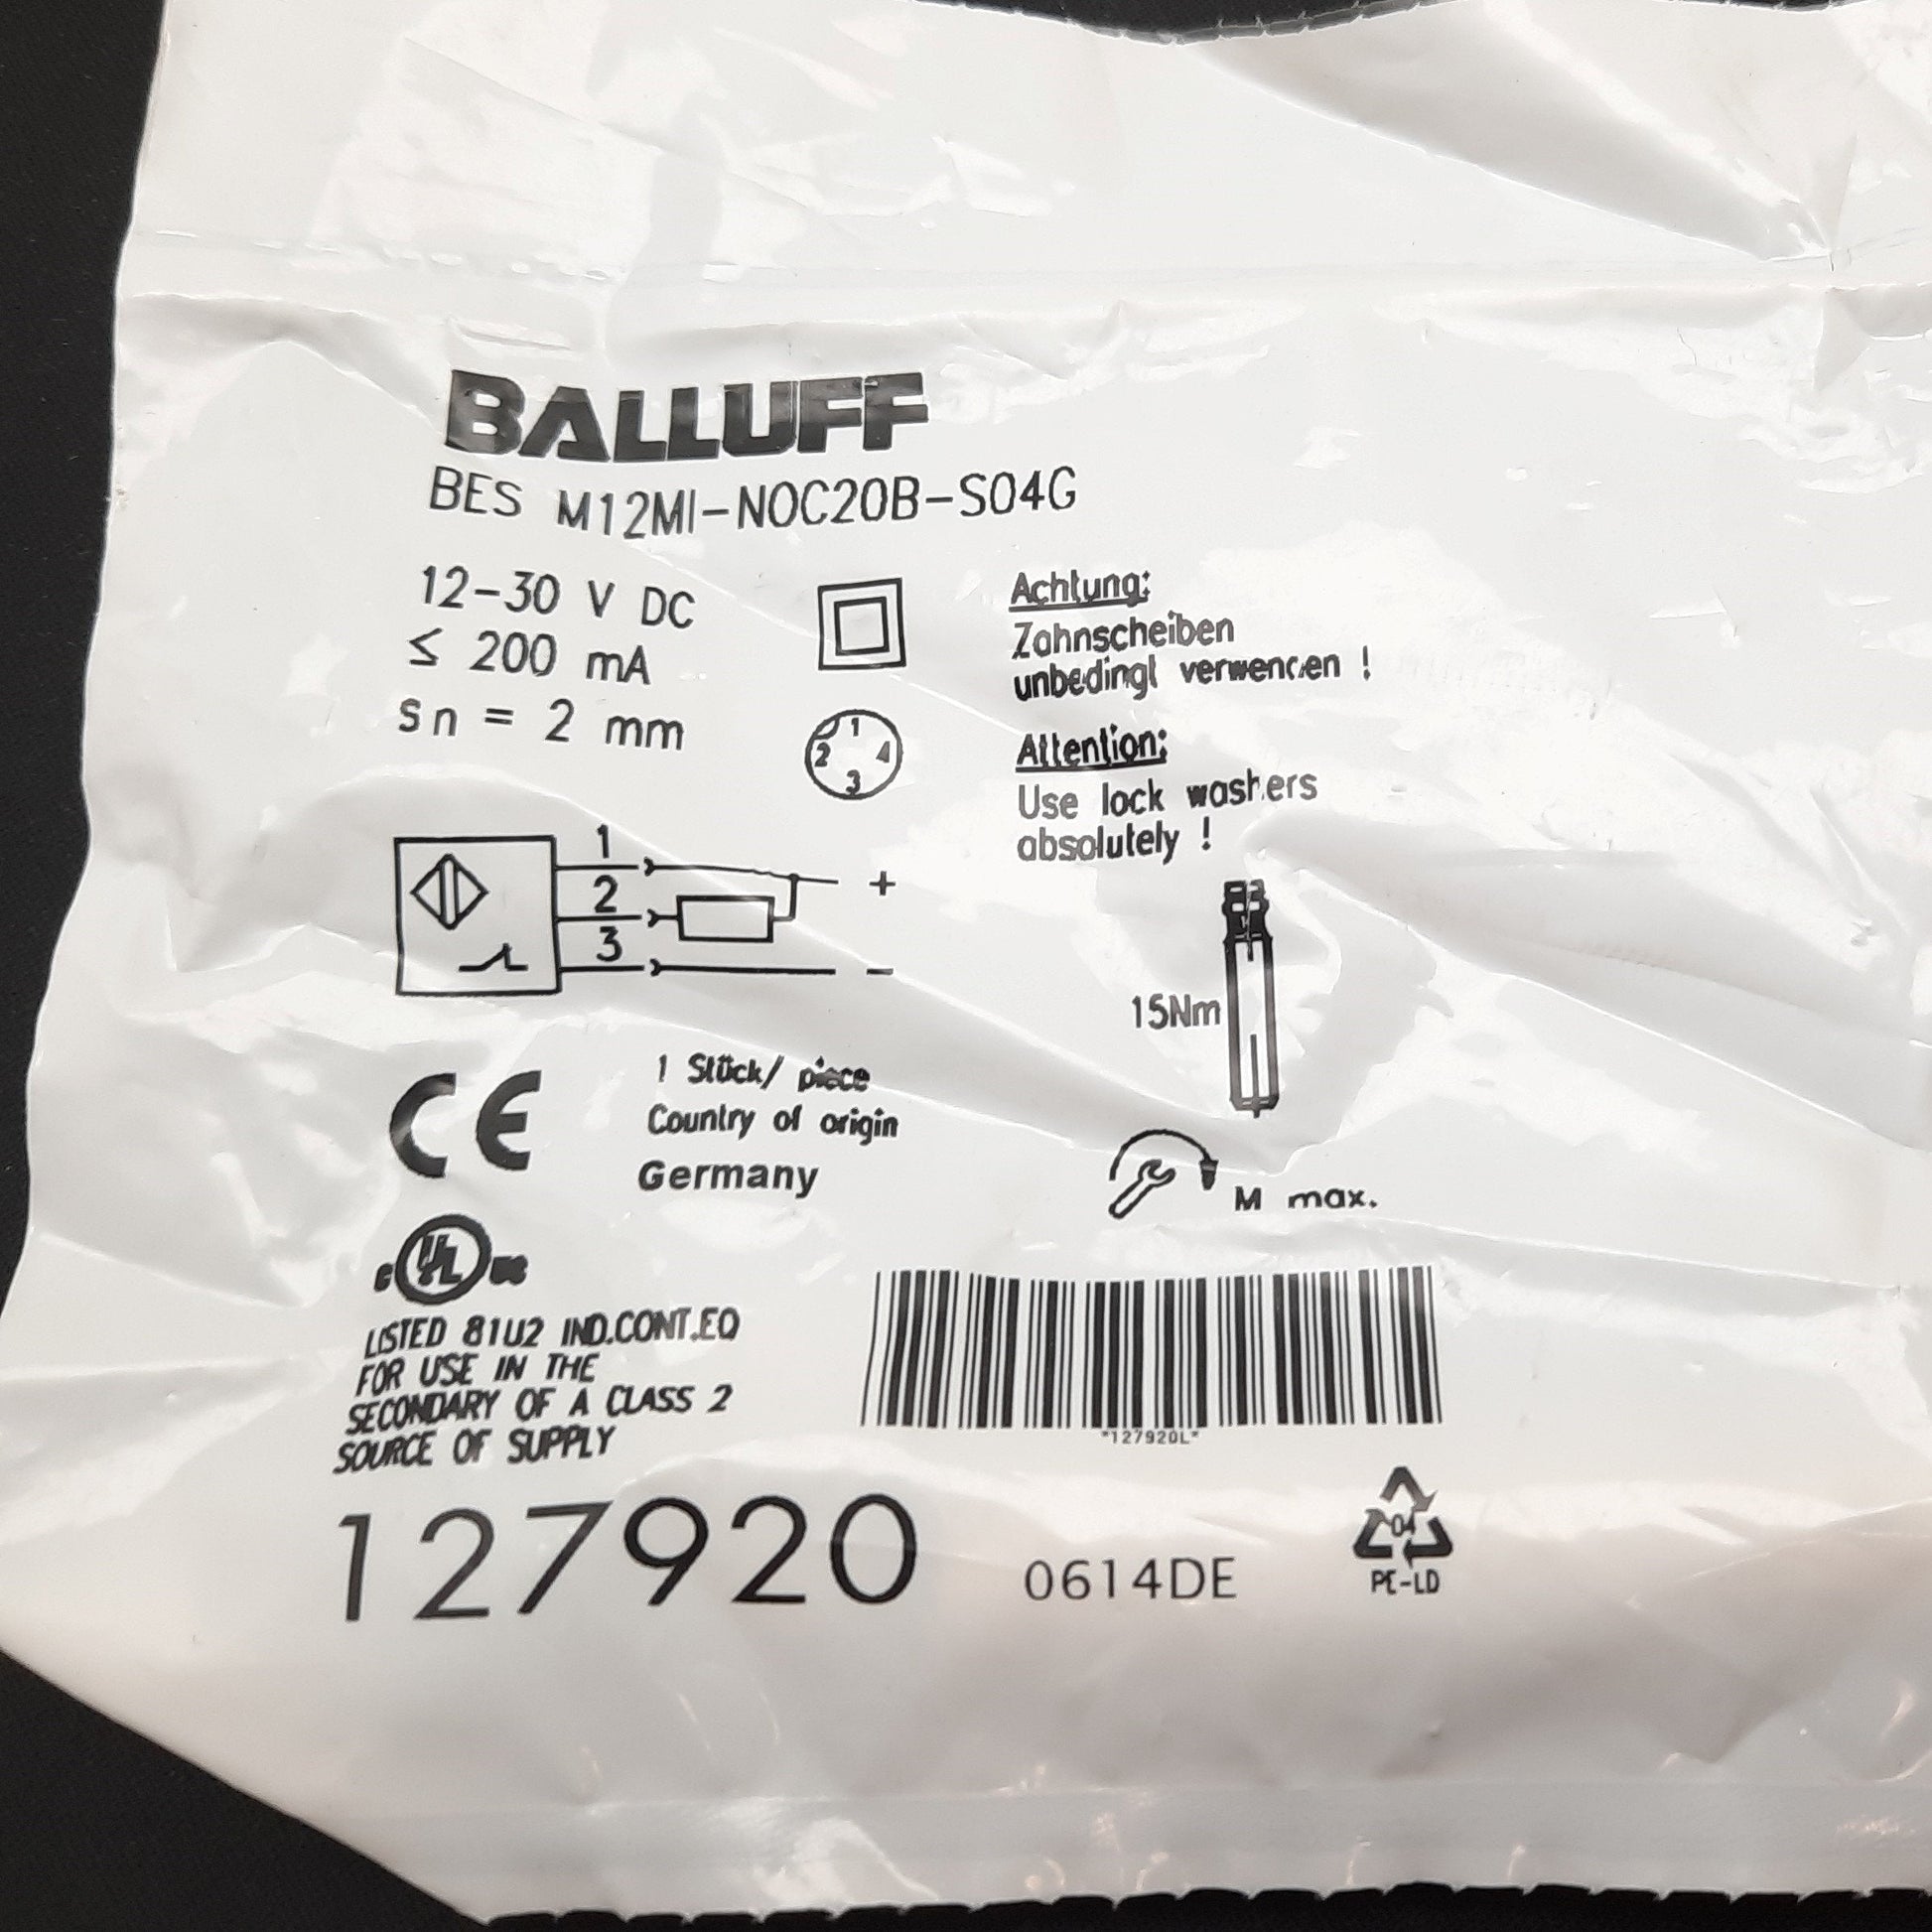 BALLUFF
BES M12MI-NOC20B-S04G
12-30 V DC
≤ 200 mA
sn = 2 mm
1
2
4
3
Achtung:
Zahnscheiben
unbedingt verwenden !
Attention:
Use lock washers
absolutely !
1
2
3
+
-
15Nm
M max.
CE
1 Stück/ piece
Country of origin
Germany
c UL us
LISTED 81U2 IND.CONT.EQ
FOR USE IN THE
SECONDARY OF A CLASS 2
SOURCE OF SUPPLY
*127920L*
127920
0614DE
04
PE-LD